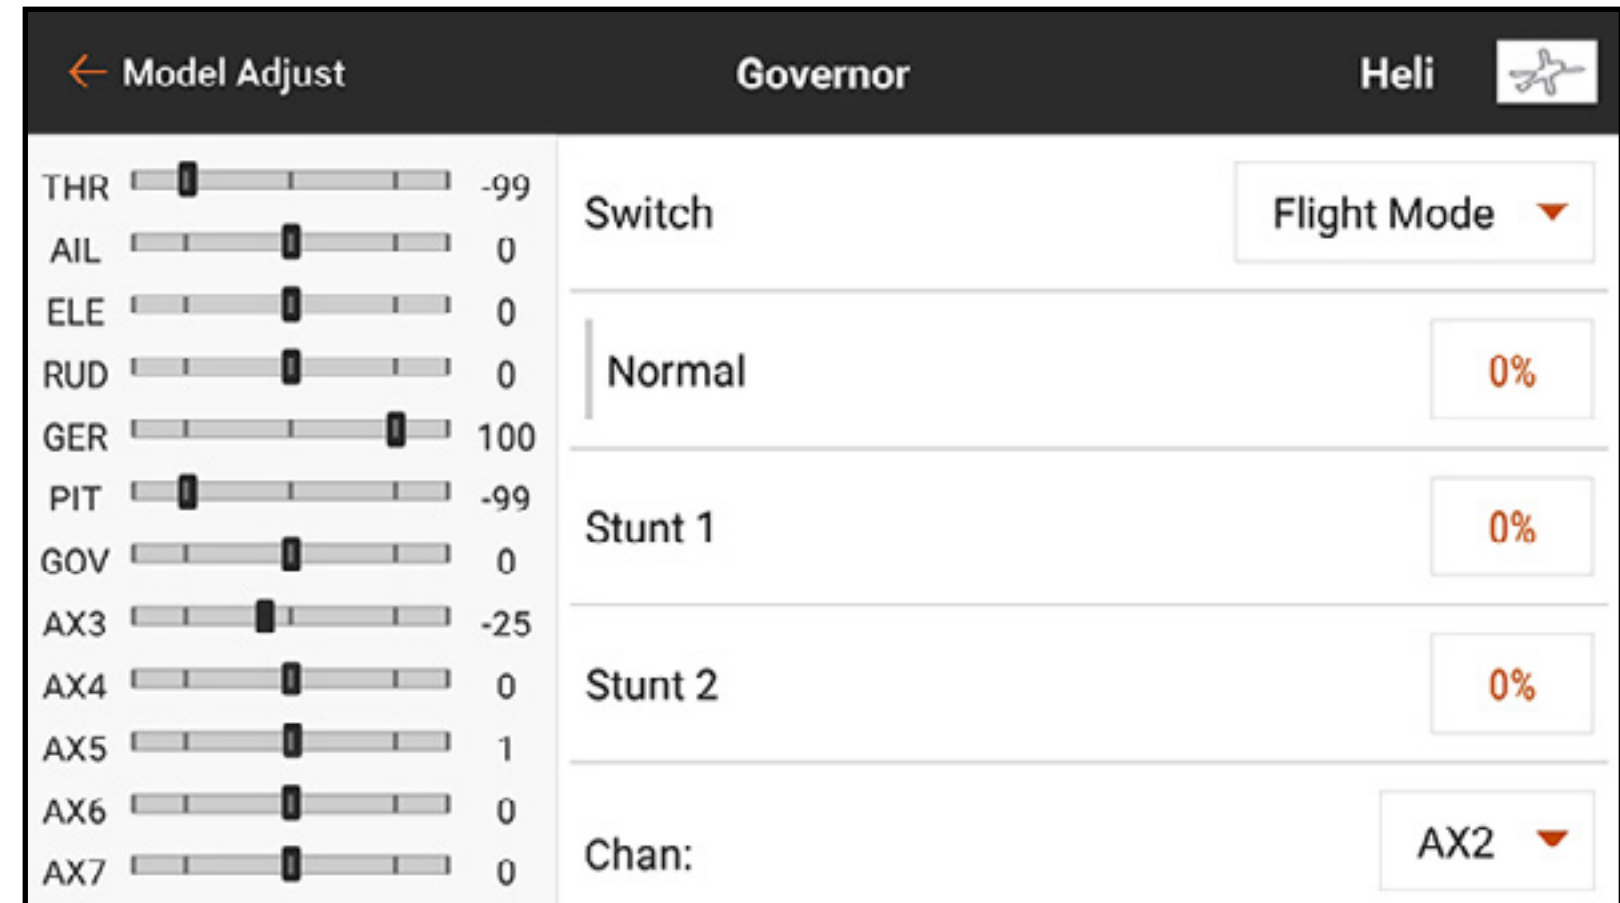 ← Model Adjust Governor Heli
THR -99
AIL 0
ELE 0
RUD 0
GER 100
PIT -99
GOV 0
AX3 -25
AX4 0
AX5 1
AX6 0
AX7 0
Switch Flight Mode
Normal 0%
Stunt 1 0%
Stunt 2 0%
Chan: AX2